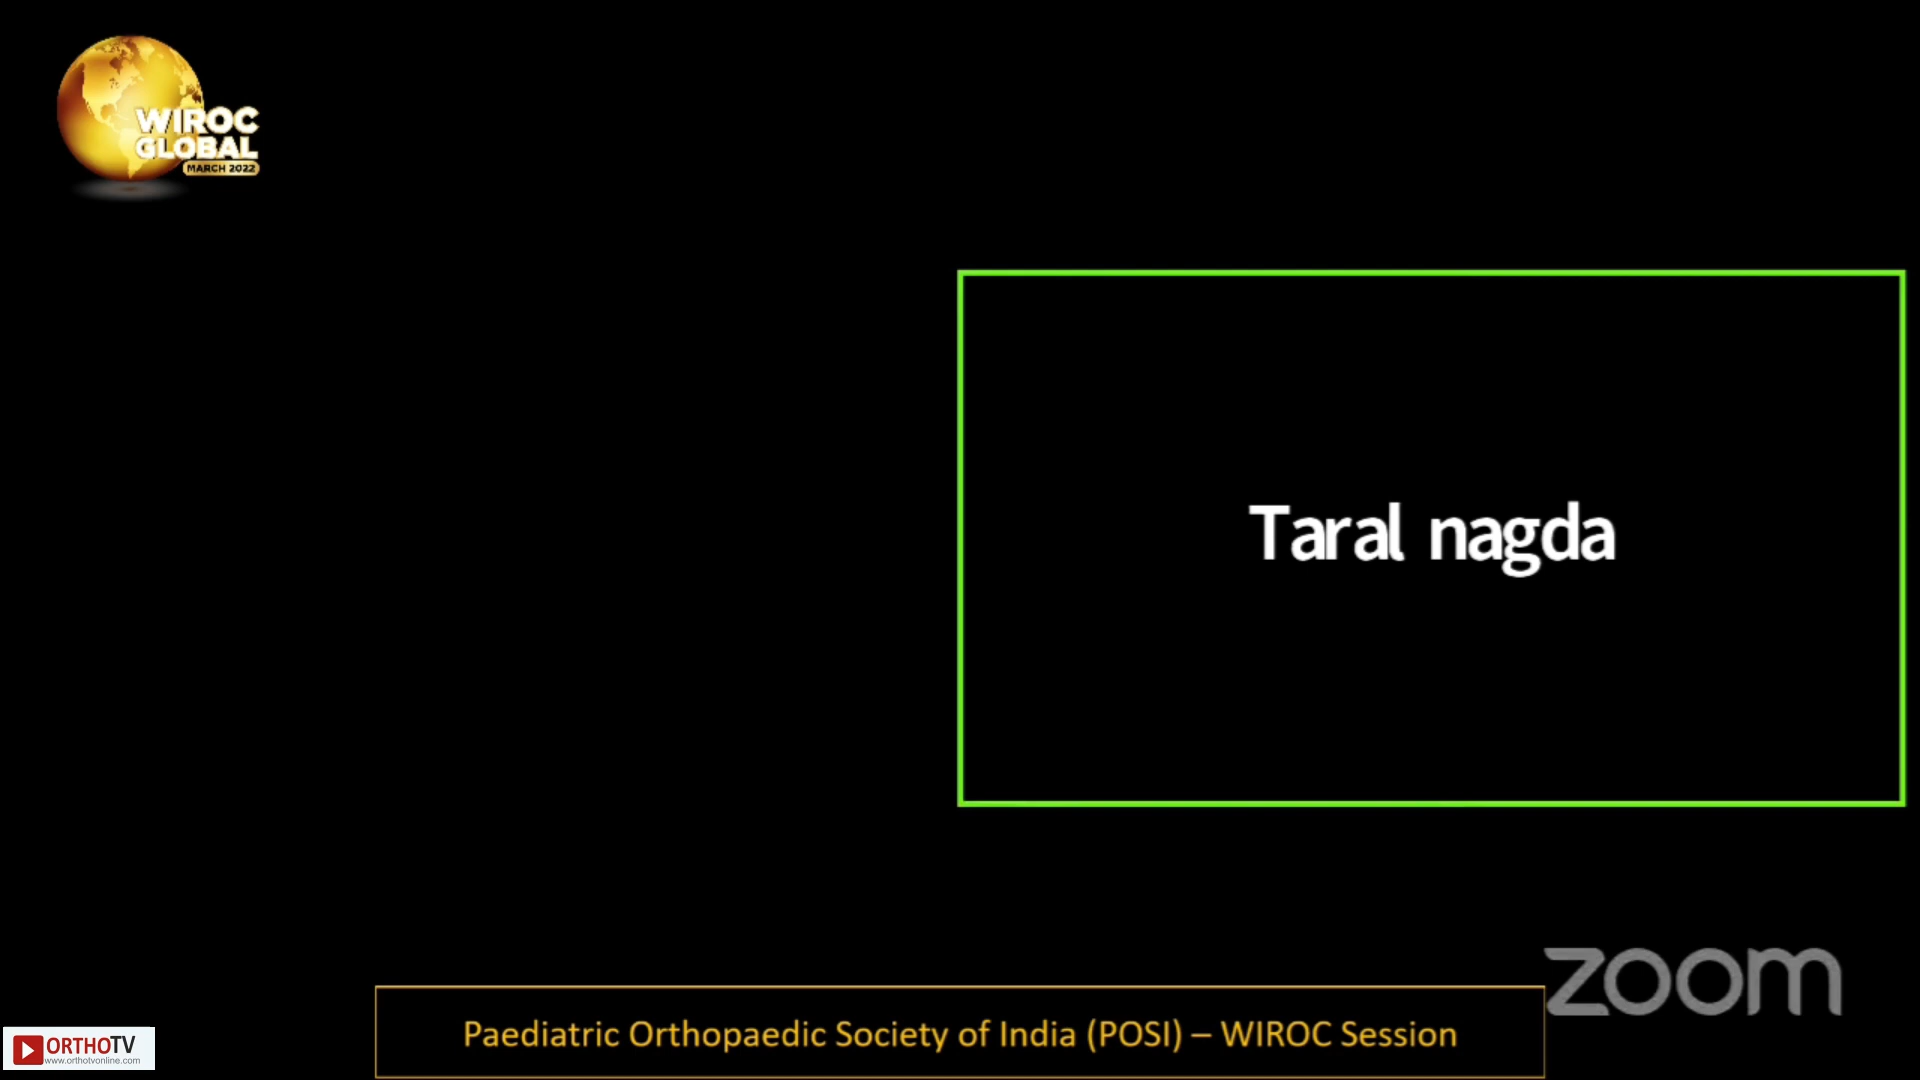 WIROC
GLOBAL
MARCH 2022
Taral nagda
zoom
Paediatric Orthopaedic Society of India (POSI) – WIROC Session
ORTHOTV
www.orthotvonline.com